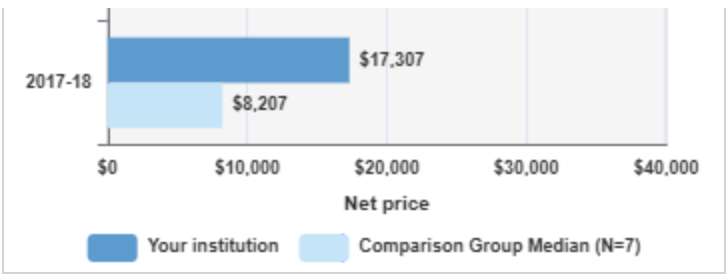 $17,307
2017-18
$8,207
$0 $10,000 $20,000 $30,000 $40,000
Net price
Your institution Comparison Group Median (N=7)